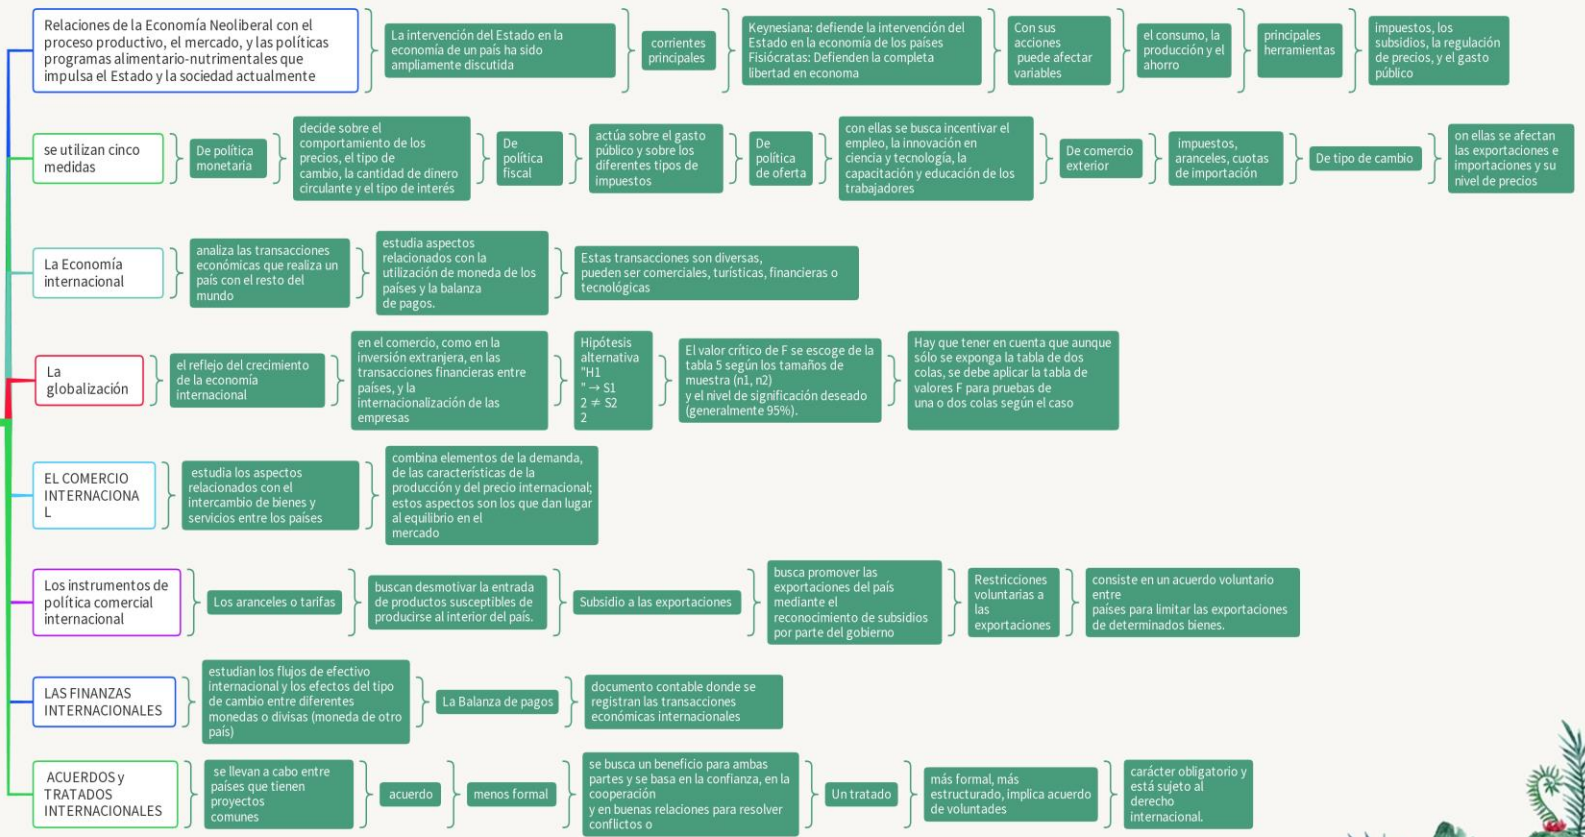 Relaciones de la Economía Neoliberal con el
proceso productivo, el mercado, y las políticas
programas alimentario-nutrimentales que
impulsa el Estado y la sociedad actualmente
La intervención del Estado en la
economía de un país ha sido
ampliamente discutida
corrientes
principales
Keynesiana: defiende la intervención del
Estado en la economía de los países
Fisiócratas: Defienden la completa
libertad en economa
Con sus
acciones
puede afectar
variables
el consumo, la
producción y el
ahorro
principales
herramientas
impuestos, los
subsidios, la regulación
de precios, y el gasto
público
se utilizan cinco
medidas
De política
monetaria
decide sobre el
comportamiento de los
precios, el tipo de
cambio, la cantidad de dinero
circulante y el tipo de interés
De
política
fiscal
actúa sobre el gasto
público y sobre los
diferentes tipos de
impuestos
De
política
de oferta
con ellas se busca incentivar el
empleo, la innovación en
ciencia y tecnología, la
capacitación y educación de los
trabajadores
De comercio
exterior
impuestos,
aranceles, cuotas
de importación
De tipo de cambio
on ellas se afectan
las exportaciones e
importaciones y su
nivel de precios
La Economía
internacional
analiza las transacciones
económicas que realiza un
país con el resto del
mundo
estudia aspectos
relacionados con la
utilización de moneda de los
países y la balanza
de pagos.
Estas transacciones son diversas,
pueden ser comerciales, turísticas, financieras o
tecnológicas
La
globalización
el reflejo del crecimiento
de la economía
internacional
en el comercio, como en la
inversión extranjera, en las
transacciones financieras entre
países, y la
internacionalización de las
empresas
Hipótesis
alternativa
"H1
" → S1
2 ≠ S2
2
El valor crítico de F se escoge de la
tabla 5 según los tamaños de
muestra (n1, n2)
y el nivel de significación deseado
(generalmente 95%).
Hay que tener en cuenta que aunque
sólo se exponga la tabla de dos
colas, se debe aplicar la tabla de
valores F para pruebas de
una o dos colas según el caso
EL COMERCIO
INTERNACIONA
L
estudia los aspectos
relacionados con el
intercambio de bienes y
servicios entre los países
combina elementos de la demanda,
de las características de la
producción y del precio internacional;
estos aspectos son los que dan lugar
al equilibrio en el
mercado
Los instrumentos de
política comercial
internacional
Los aranceles o tarifas
buscan desmotivar la entrada
de productos susceptibles de
producirse al interior del país.
Subsidio a las exportaciones
busca promover las
exportaciones del país
mediante el
reconocimiento de subsidios
por parte del gobierno
Restricciones
voluntarias a
las
exportaciones
consiste en un acuerdo voluntario
entre
países para limitar las exportaciones
de determinados bienes.
LAS FINANZAS
INTERNACIONALES
estudian los flujos de efectivo
internacional y los efectos del tipo
de cambio entre diferentes
monedas o divisas (moneda de otro
país)
La Balanza de pagos
documento contable donde se
registran las transacciones
económicas internacionales
ACUERDOS y
TRATADOS
INTERNACIONALES
se llevan a cabo entre
países que tienen
proyectos
comunes
acuerdo
menos formal
se busca un beneficio para ambas
partes y se basa en la confianza, en la
cooperación
y en buenas relaciones para resolver
conflictos o
Un tratado
más formal, más
estructurado, implica acuerdo
de voluntades
carácter obligatorio y
está sujeto al
derecho
internacional.